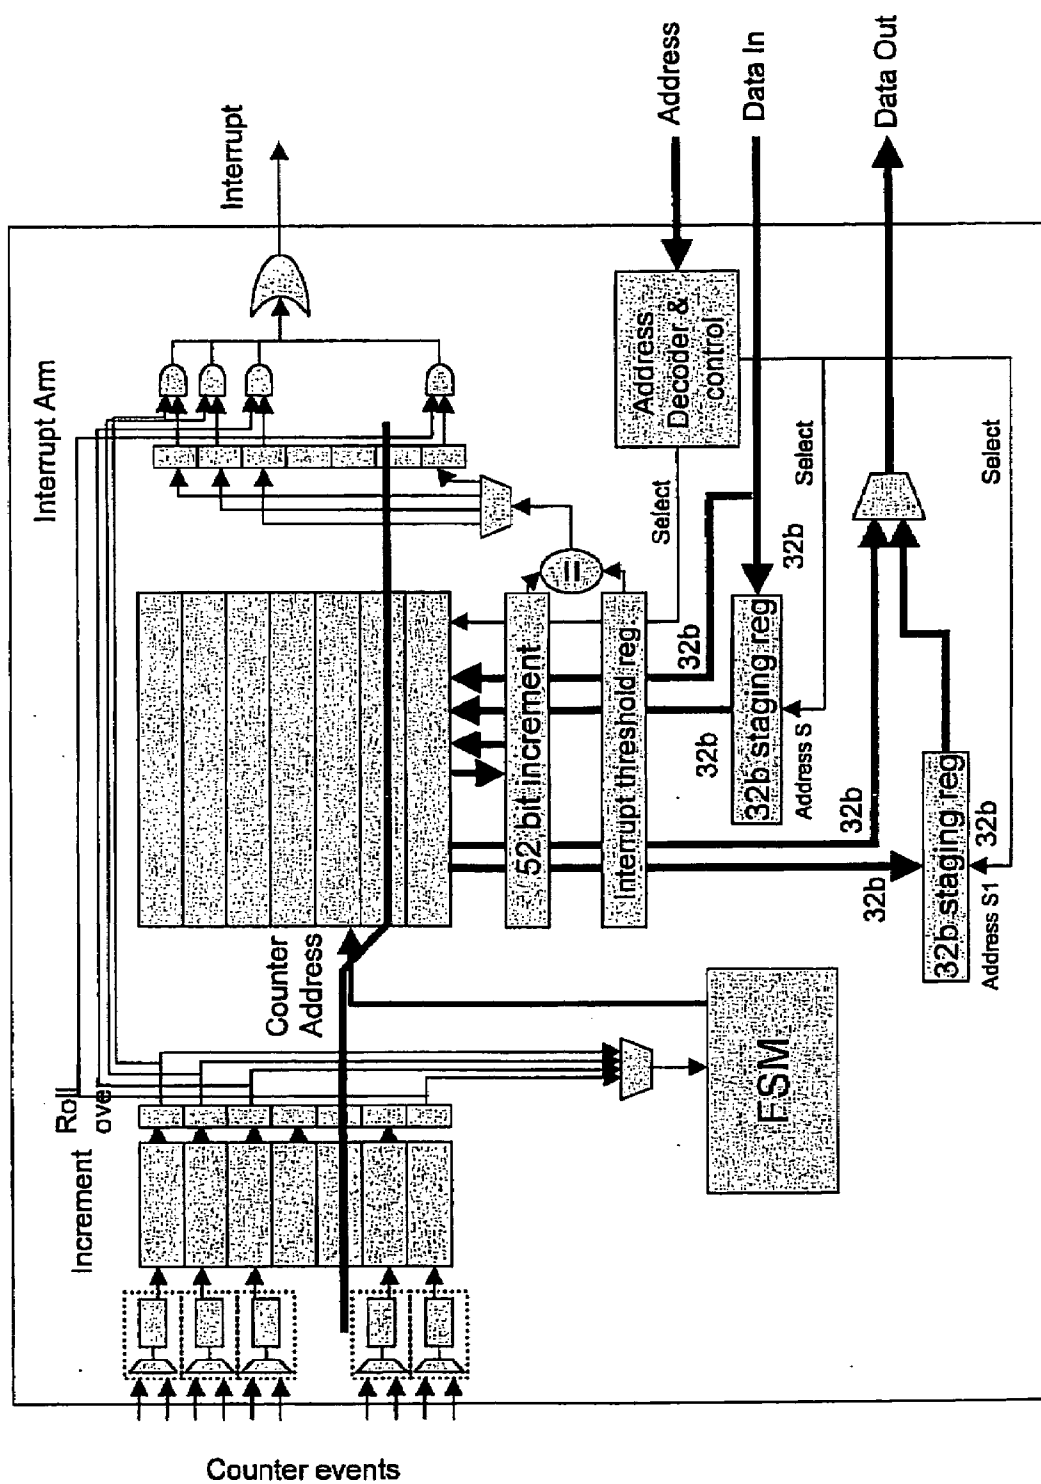 Interrupt
Address
Data In
Data Out
Interrupt Arm
Address
Decoder &
control
Select
Select
Select
32b
=
52 bit increment
Interrupt threshold reg.
32b
32b staging reg
32b
Address S
32b
32b
32b staging reg
32b
Address S1
Counter
Address
FSM
Roll
over
Increment
Counter events